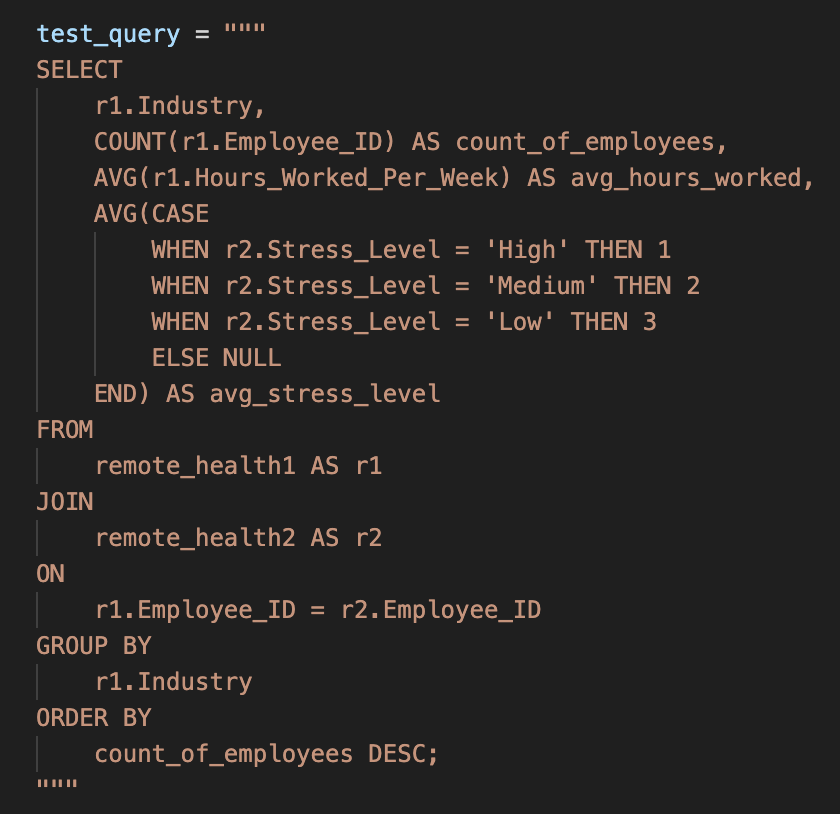 test_query = """
SELECT
    r1.Industry,
    COUNT(r1.Employee_ID) AS count_of_employees,
    AVG(r1.Hours_Worked_Per_Week) AS avg_hours_worked,
    AVG(CASE
        WHEN r2.Stress_Level = 'High' THEN 1
        WHEN r2.Stress_Level = 'Medium' THEN 2
        WHEN r2.Stress_Level = 'Low' THEN 3
        ELSE NULL
    END) AS avg_stress_level
FROM
    remote_health1 AS r1
JOIN
    remote_health2 AS r2
ON
    r1.Employee_ID = r2.Employee_ID
GROUP BY
    r1.Industry
ORDER BY
    count_of_employees DESC;
"""